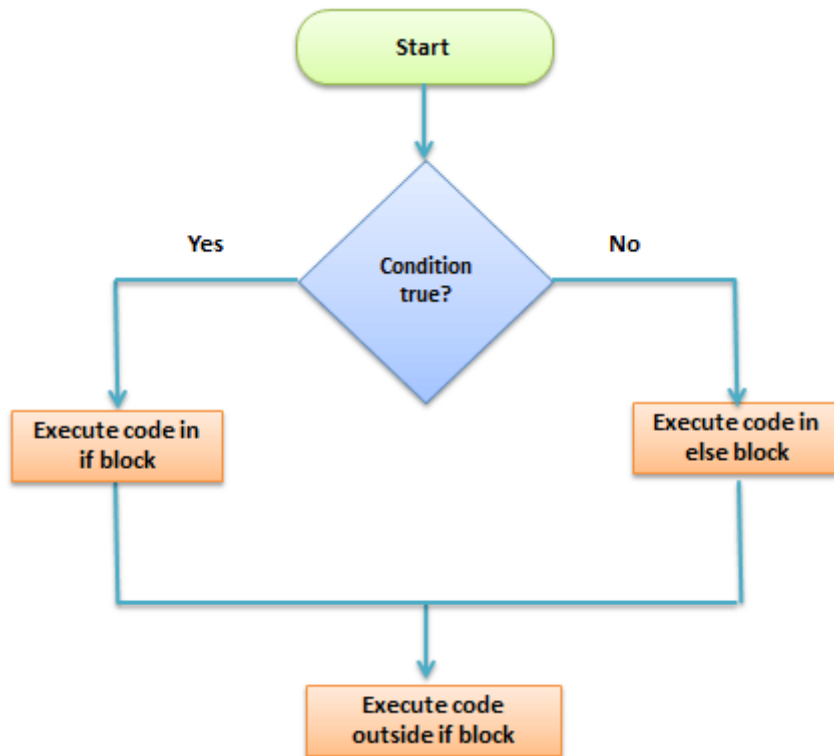 Start
Yes
No
Condition
true?
Execute code in
if block
Execute code in
else block
Execute code
outside if block